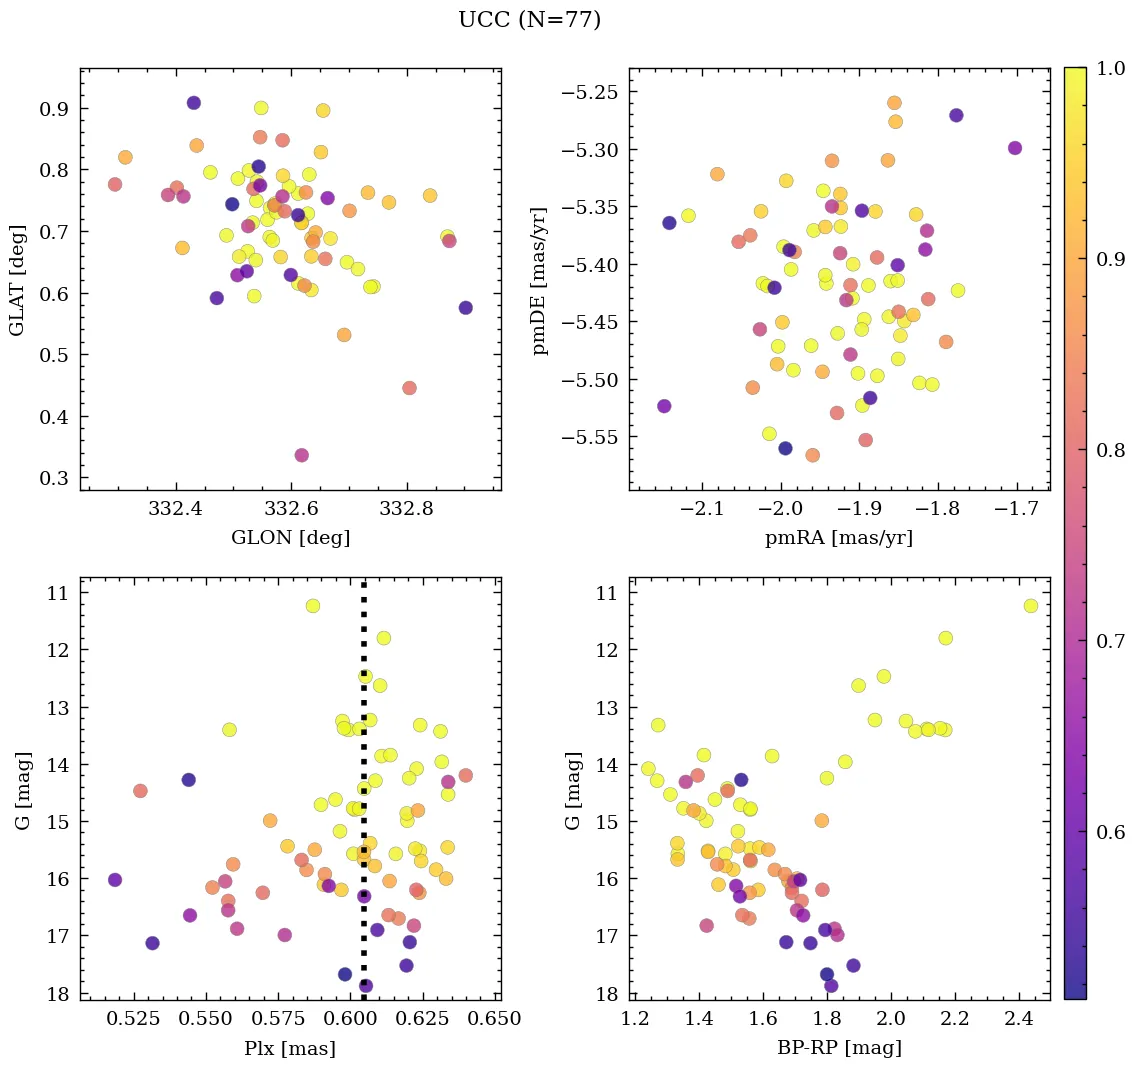 UCC (N=77)
0.9
0.8
0.7
0.6
0.5
0.4
0.3
GLAT [deg]
332.4 332.6 332.8
GLON [deg]
−5.25
−5.30
−5.35
−5.40
−5.45
−5.50
−5.55
pmDE [mas/yr]
−2.1 −2.0 −1.9 −1.8 −1.7
pmRA [mas/yr]
11
12
13
14
15
16
17
18
G [mag]
0.525 0.550 0.575 0.600 0.625 0.650
Plx [mas]
11
12
13
14
15
16
17
18
G [mag]
1.2 1.4 1.6 1.8 2.0 2.2 2.4
BP-RP [mag]
1.0
0.9
0.8
0.7
0.6